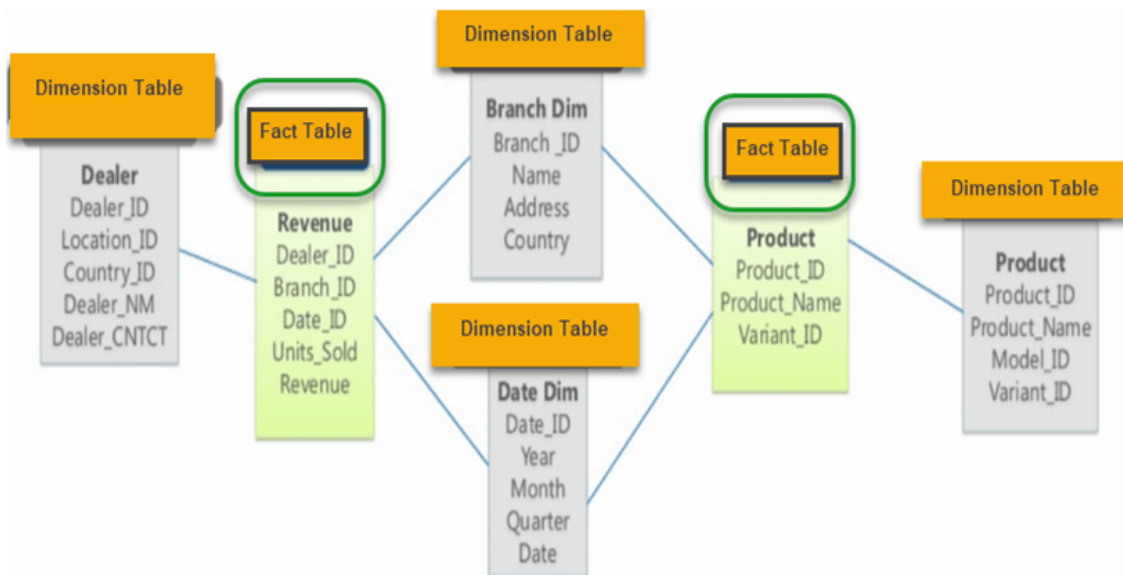 Dimension Table
Dealer
Dealer_ID
Location_ID
Country_ID
Dealer_NM
Dealer_CNTCT
Fact Table
Revenue
Dealer_ID
Branch_ID
Date_ID
Units_Sold
Revenue
Dimension Table
Branch Dim
Branch _ID
Name
Address
Country
Dimension Table
Date Dim
Date_ID
Year
Month
Quarter
Date
Fact Table
Product
Product_ID
Product_Name
Variant_ID
Dimension Table
Product
Product_ID
Product_Name
Model_ID
Variant_ID